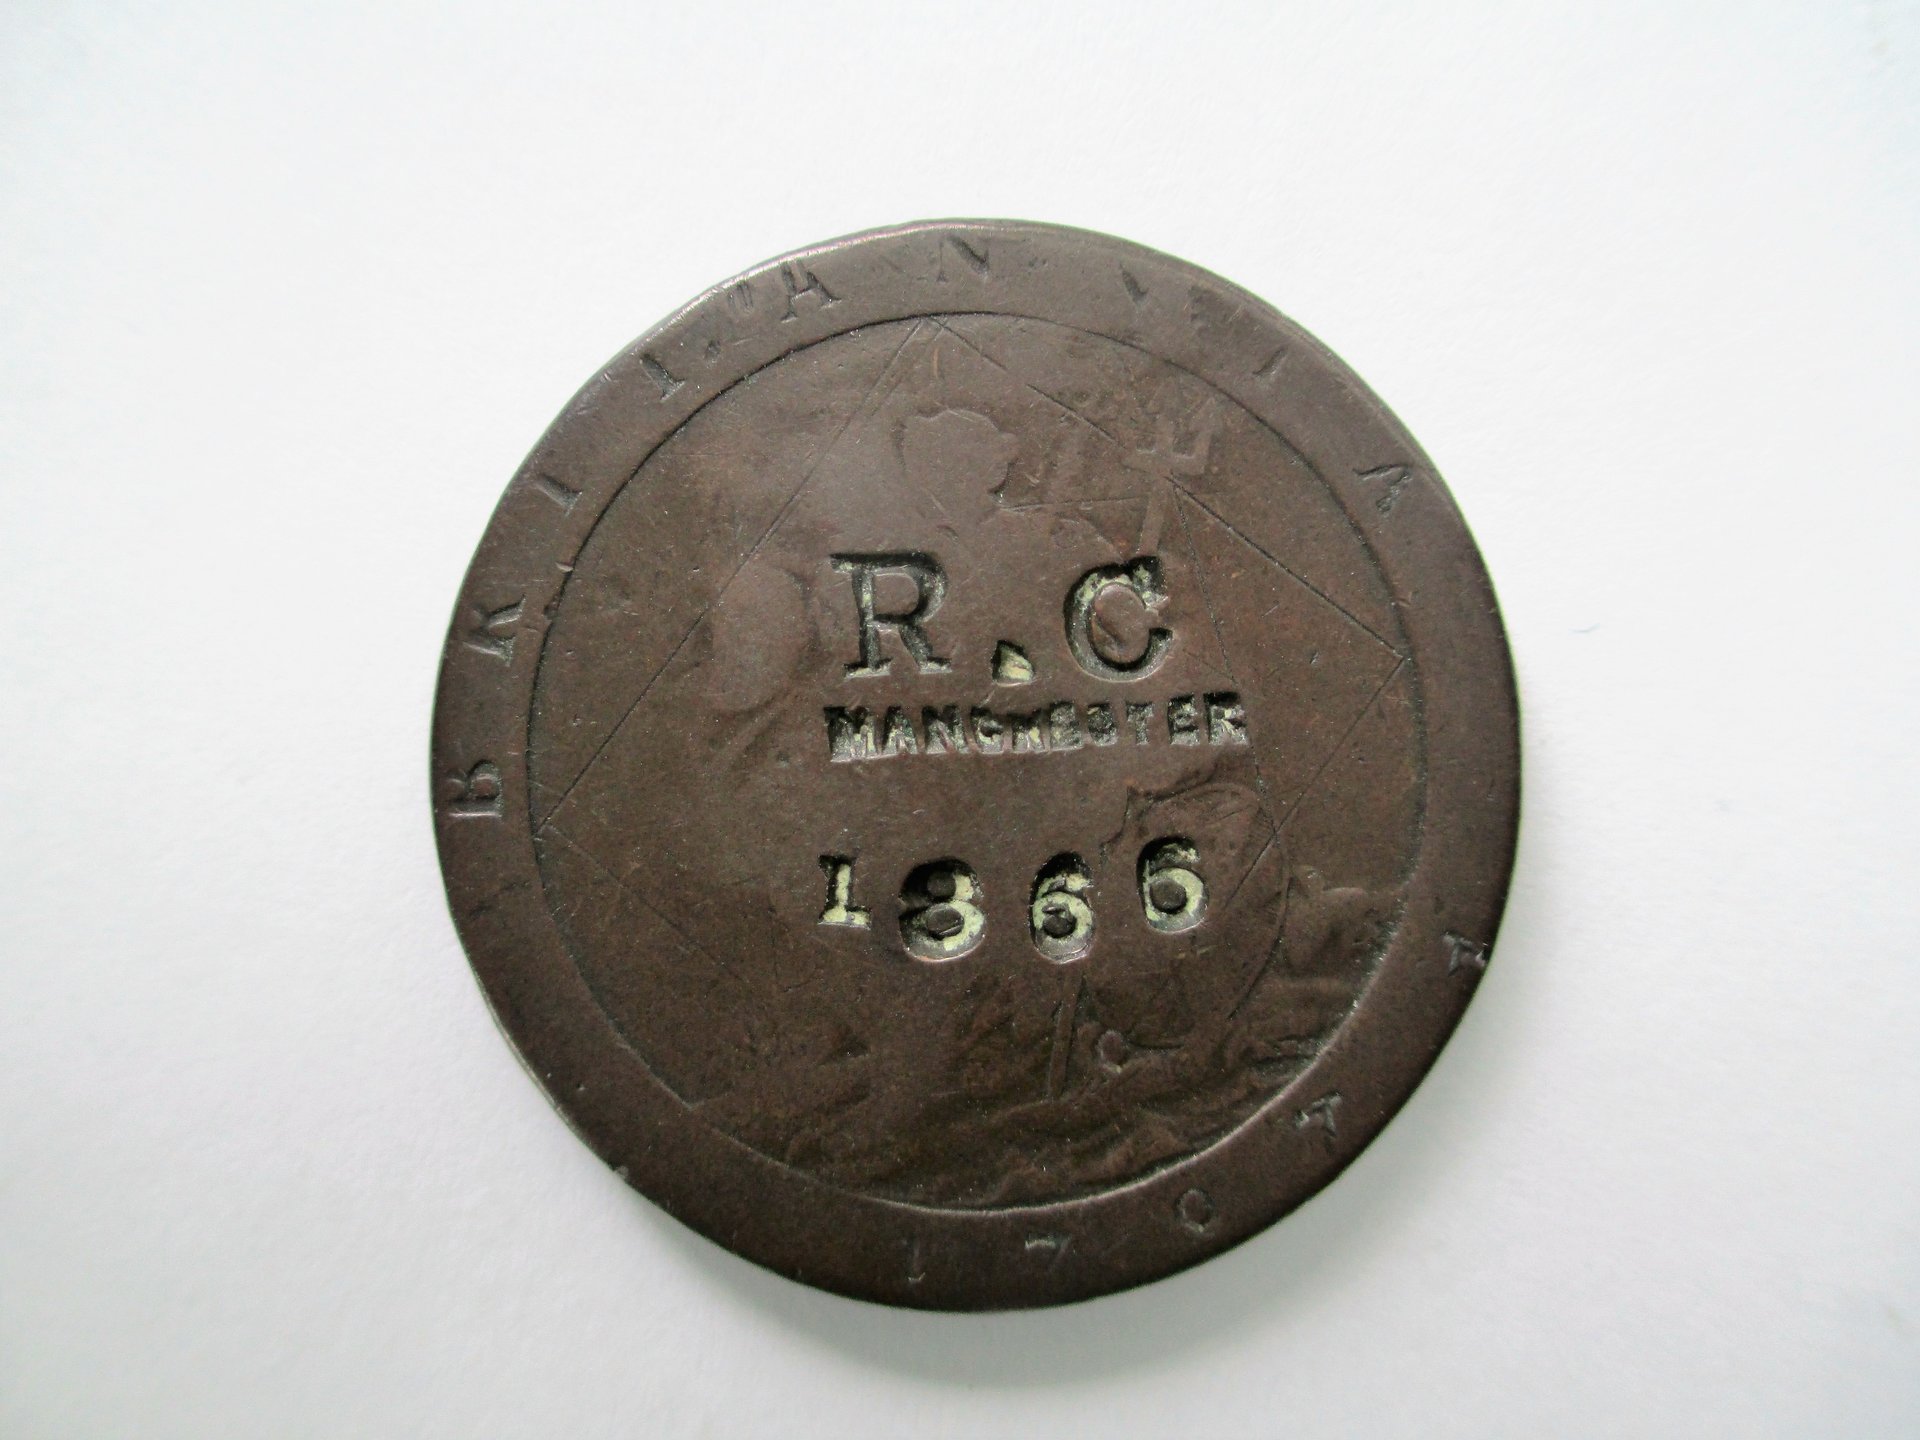 BRITANNIA
R.C
MANCHESTER
1866